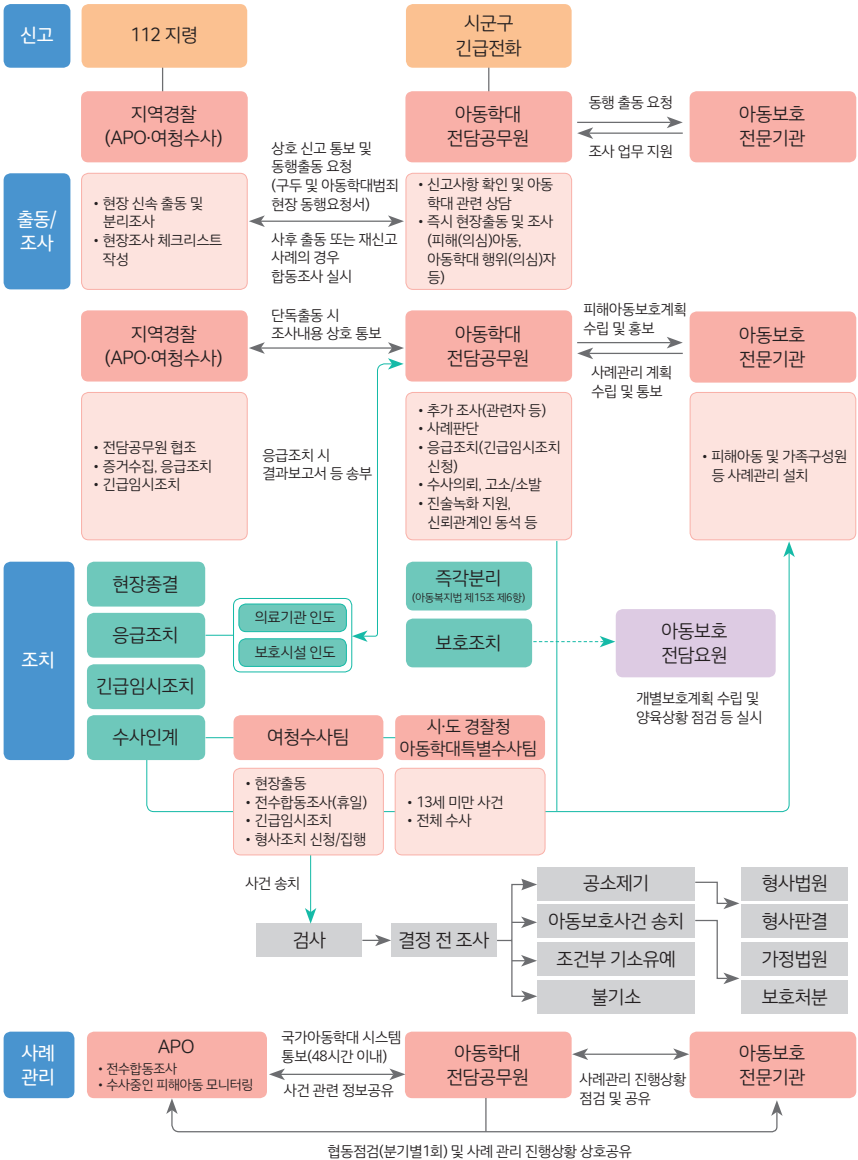 신고
112 지령
시군구
긴급전화
지역경찰
(APO·여청수사)
상호 신고 통보 및
동행출동 요청
(구두 및 아동학대범죄
현장 동행요청서)
아동학대
전담공무원
동행 출동 요청
조사 업무 지원
아동보호
전문기관
출동/
조사
• 현장 신속 출동 및
분리조사
• 현장조사 체크리스트
작성
사후 출동 또는 재신고
사례의 경우
합동조사 실시
• 신고사항 확인 및 아동
학대 관련 상담
• 즉시 현장출동 및 조사
(피해(의심)아동,
아동학대 행위(의심)자
등)
지역경찰
(APO·여청수사)
단독출동 시
조사내용 상호 통보
아동학대
전담공무원
피해아동보호계획
수립 및 홍보
사례관리 계획
수립 및 통보
아동보호
전문기관
• 전담공무원 협조
• 증거수집, 응급조치
• 긴급임시조치
응급조치 시
결과보고서 등 송부
• 추가 조사(관련자 등)
• 사례판단
• 응급조치(긴급임시조치
신청)
• 수사의뢰, 고소/소발
• 진술녹화 지원,
신뢰관계인 동석 등
• 피해아동 및 가족구성원
등 사례관리 설치
조치
현장종결
응급조치
긴급임시조치
수사인계
의료기관 인도
보호시설 인도
즉각분리
(아동복지법 제15조 제6항)
보호조치
아동보호
전담요원
개별보호계획 수립 및
양육상황 점검 등 실시
여청수사팀
시·도 경찰청
아동학대특별수사팀
• 현장출동
• 전수합동조사(휴일)
• 긴급임시조치
• 형사조치 신청/집행
• 13세 미만 사건
• 전체 수사
사건 송치
검사
결정 전 조사
공소제기
아동보호사건 송치
조건부 기소유예
불기소
형사법원
형사판결
가정법원
보호처분
사례
관리
APO
• 전수합동조사
• 수사중인 피해아동 모니터링
국가아동학대 시스템
통보(48시간 이내)
사건 관련 정보공유
아동학대
전담공무원
사례관리 진행상황
점검 및 공유
아동보호
전문기관
협동점검(분기별1회) 및 사례 관리 진행상황 상호공유